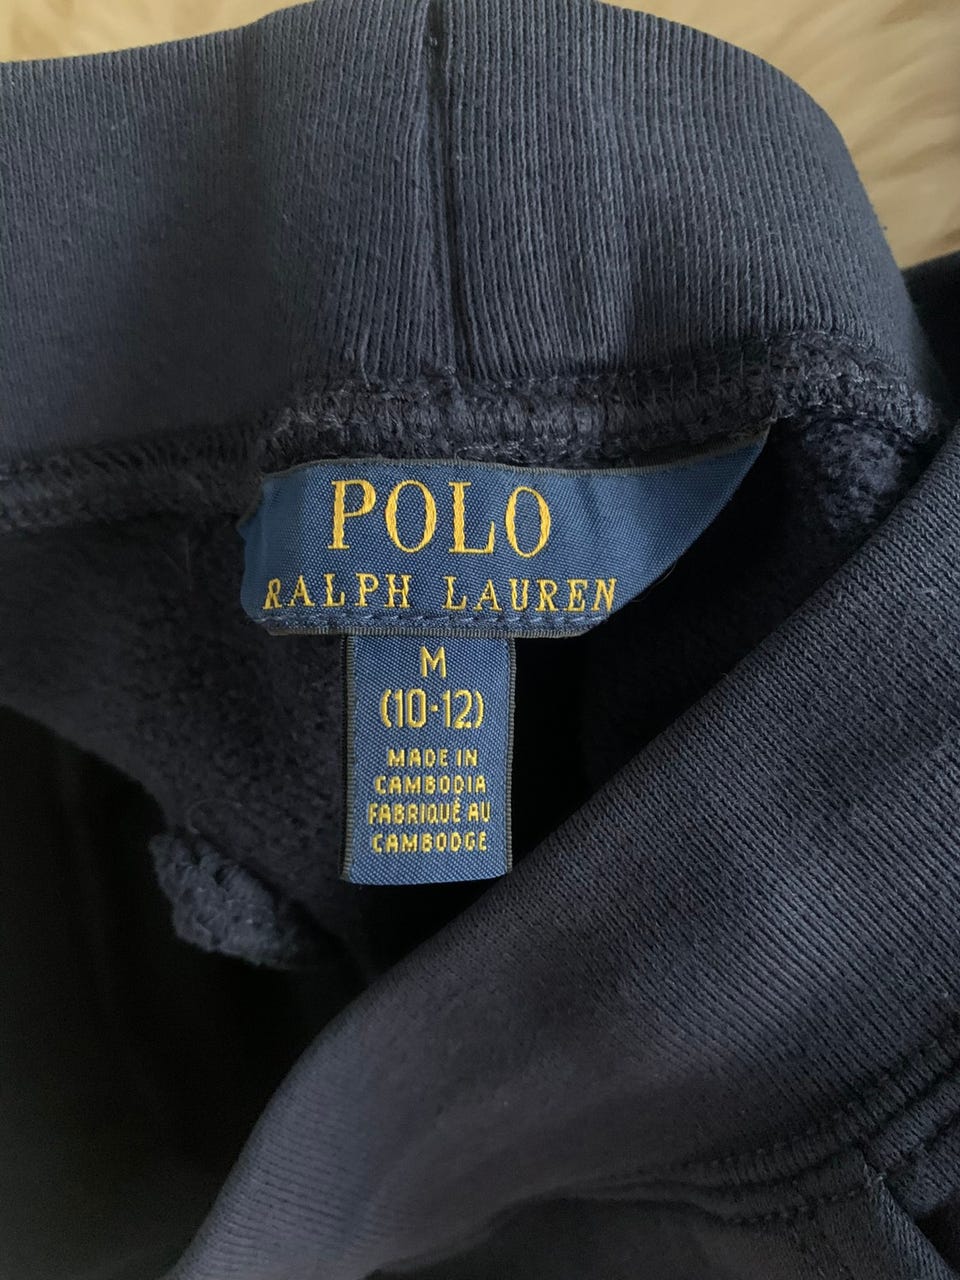 POLO
RALPH LAUREN
M
(10-12)
MADE IN
CAMBODIA
FABRIQUÉ AU
CAMBODGE